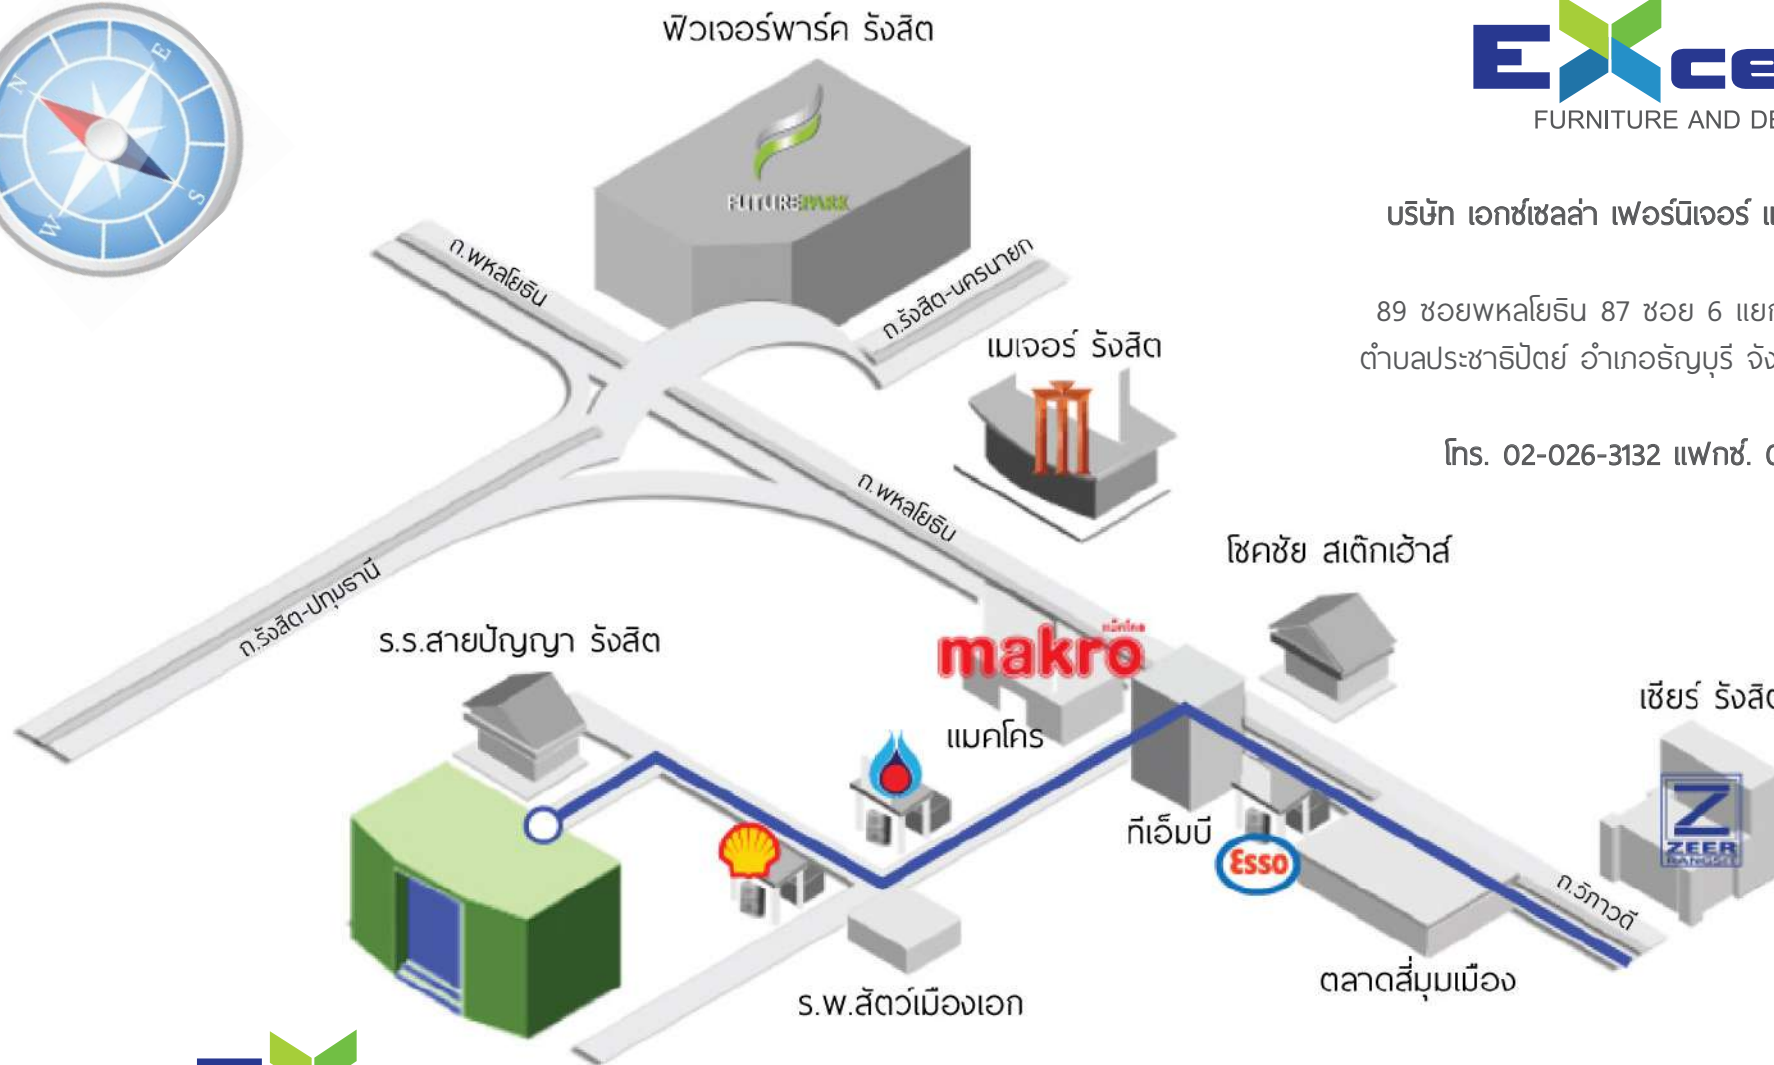 ฟิวเจอร์พาร์ค รังสิต
FUTUREPARK
N
E
S
W
FURNITURE AND
บริษัท เอกซ์เซลล่า เฟอร์นิเจอร์
89 ซอยพหลโยธิน 87 ซอย 6
ตำบลประชาธิปัตย์ อำเภอธัญบุรี
โทร. 02-026-3132 แฟกซ์.
ถ.พหลโยธิน
ถ.รังสิต-นครนายก
เมเจอร์ รังสิต
ถ.พหลโยธิน
โชคชัย สเต๊กเฮ้าส์
ถ.รังสิต-ปทุมธานี
ร.ร.สายปัญญา รังสิต
แม็คโคร
makro
แมคโคร
เซียร์ รังสิต
ZEER
RANGSIT
ทีเอ็มบี
Esso
ถ.วิภาวดี
ตลาดสี่มุมเมือง
ร.พ.สัตว์เมืองเอก